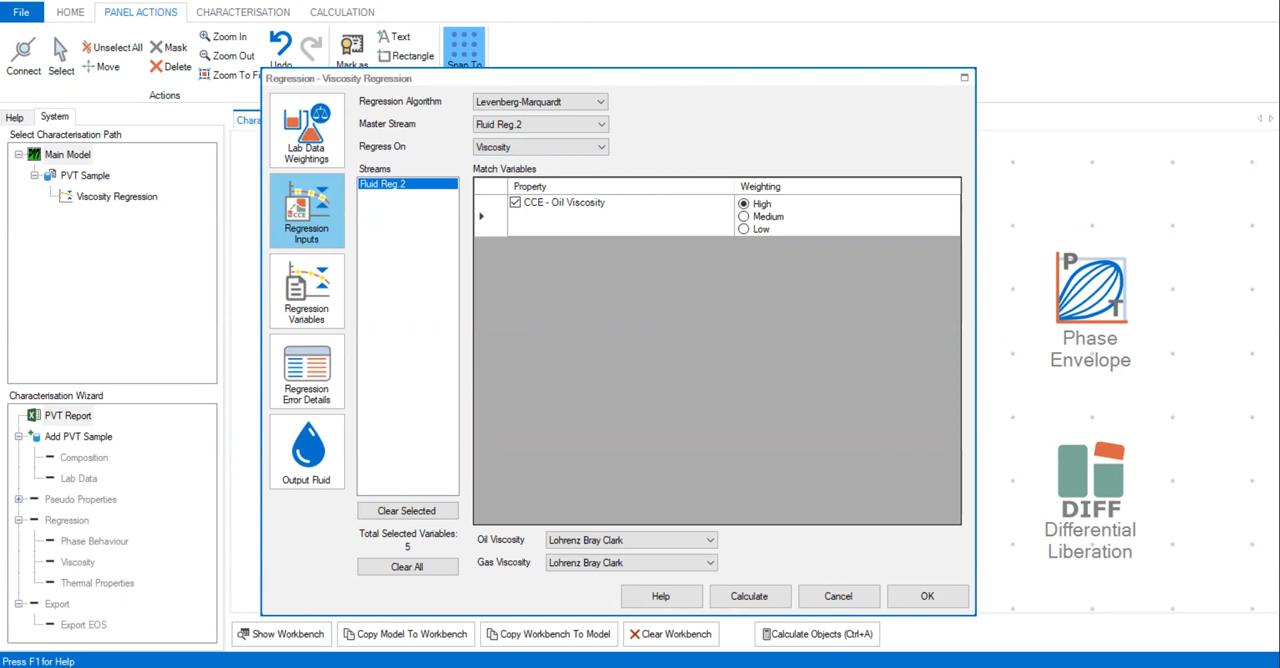 File HOME PANEL ACTIONS CHARACTERISATION CALCULATION
Connect
Select
Unselect All
Move
Mask
Delete
Zoom In
Zoom Out
Zoom To Fi
Undo
Mark as
Text
Rectangle
Snap To
Actions
Regression - Viscosity Regression
Help System
Select Characterisation Path
Main Model
PVT Sample
Viscosity Regression
Characterisation Wizard
PVT Report
Add PVT Sample
Composition
Lab Data
Pseudo Properties
Regression
Phase Behaviour
Viscosity
Thermal Properties
Export
Export EOS
Chara
Lab Data
Weightings
CCE
Regression
Inputs
Regression
Variables
Regression
Error Details
Output Fluid
Regression Algorithm Levenberg-Marquardt
Master Stream Fluid Reg.2
Regress On Viscosity
Streams
Fluid Reg.2
Clear Selected
Total Selected Variables:
5
Clear All
Match Variables
Property Weighting
CCE - Oil Viscosity
High
Medium
Low
Oil Viscosity Lohrenz Bray Clark
Gas Viscosity Lohrenz Bray Clark
Help Calculate Cancel OK
P
T
Phase
Envelope
DIFF
Differential
Liberation
Show Workbench Copy Model To Workbench Copy Workbench To Model Clear Workbench Calculate Objects (Ctrl+A)
Press F1 for Help